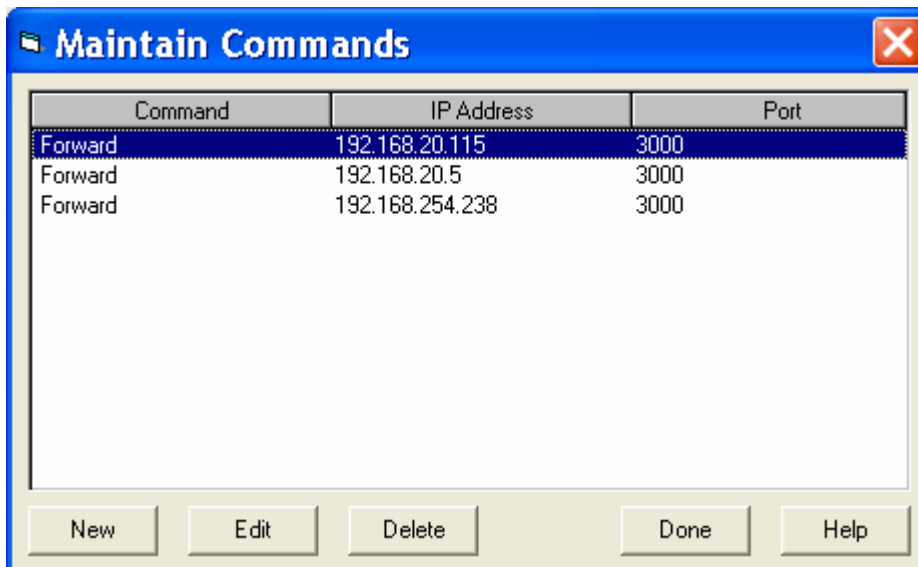 Maintain Commands
Command IP Address Port
Forward 192.168.20.115 3000
Forward 192.168.20.5 3000
Forward 192.168.254.238 3000
New Edit Delete Done Help